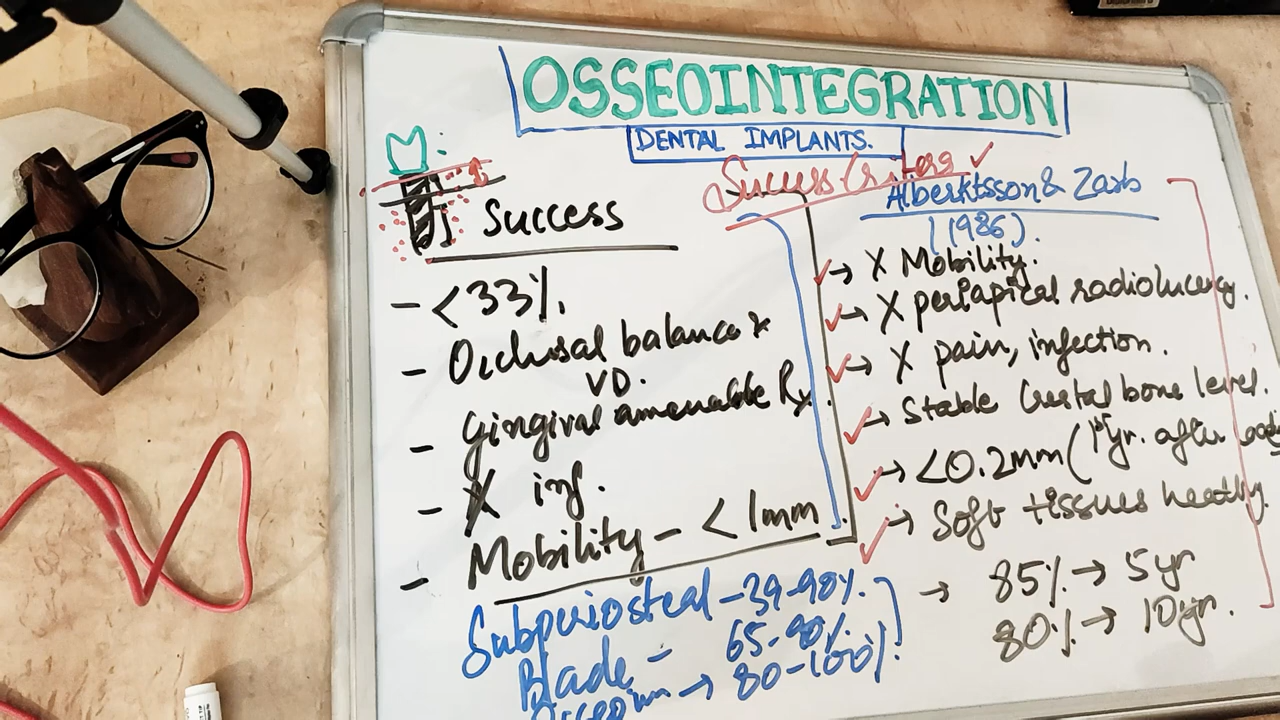 OSSEOINTEGRATION
DENTAL IMPLANTS.
Success Criteria ✓
Success
- <33%.
- Occlusal balance &
VD.
- Gingival amenable Rx.
- X inf.
- Mobility - < 1mm.
Subperiosteal - 39-90%.
Blade - 65-90%.
80-100%.
Alberktsson & Zarb
(1986).
→ X Mobility.
→ X periapical radiolucency.
→ X pain, infection.
→ Stable Crestal bone level.
→ <0.2mm (1st yr. after
→ Soft tissues healthy.
→ 85% → 5yr
80% → 10yr.